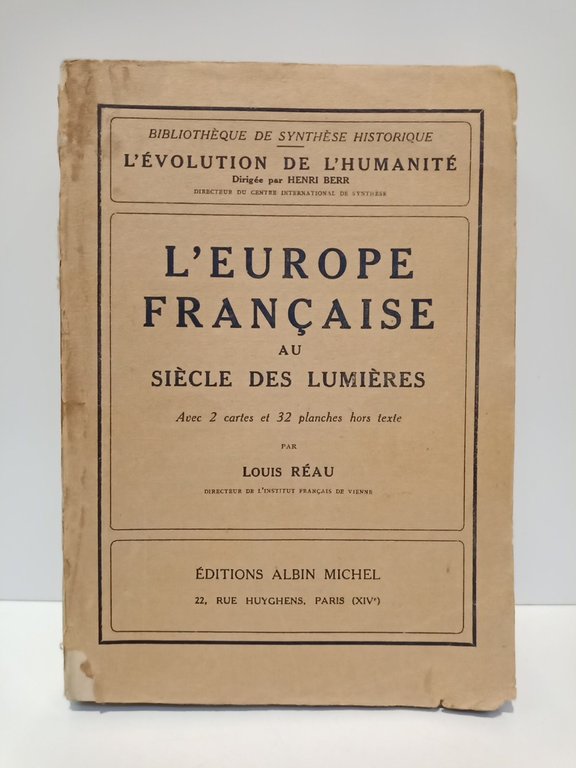 BIBLIOTHÈQUE DE SYNTHÈSE HISTORIQUE
L'ÉVOLUTION DE L'HUMANITÉ
Dirigée par HENRI BERR
DIRECTEUR DU CENTRE INTERNATIONAL DE SYNTHÈSE
L'EUROPE
FRANÇAISE
AU
SIÈCLE DES LUMIÈRES
Avec 2 cartes et 32 planches hors texte
PAR
LOUIS RÉAU
DIRECTEUR DE L'INSTITUT FRANÇAIS DE VIENNE
ÉDITIONS ALBIN MICHEL
22, RUE HUYGHENS, PARIS (XIVe)